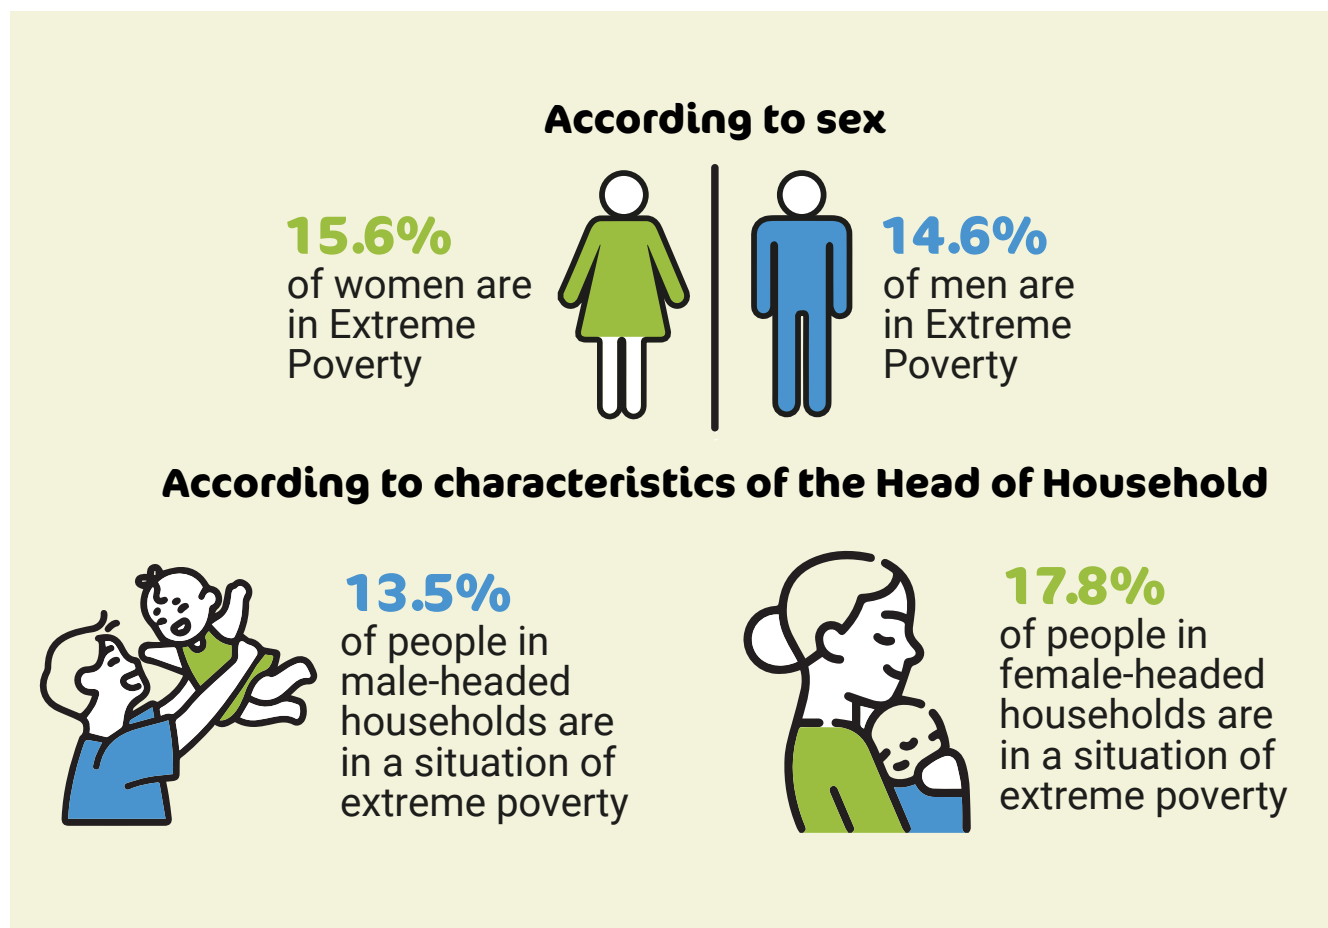 According to sex
15.6%
of women are
in Extreme
Poverty
14.6%
of men are
in Extreme
Poverty
According to characteristics of the Head of Household
13.5%
of people in
male-headed
households are
in a situation of
extreme poverty
17.8%
of people in
female-headed
households are
in a situation of
extreme poverty